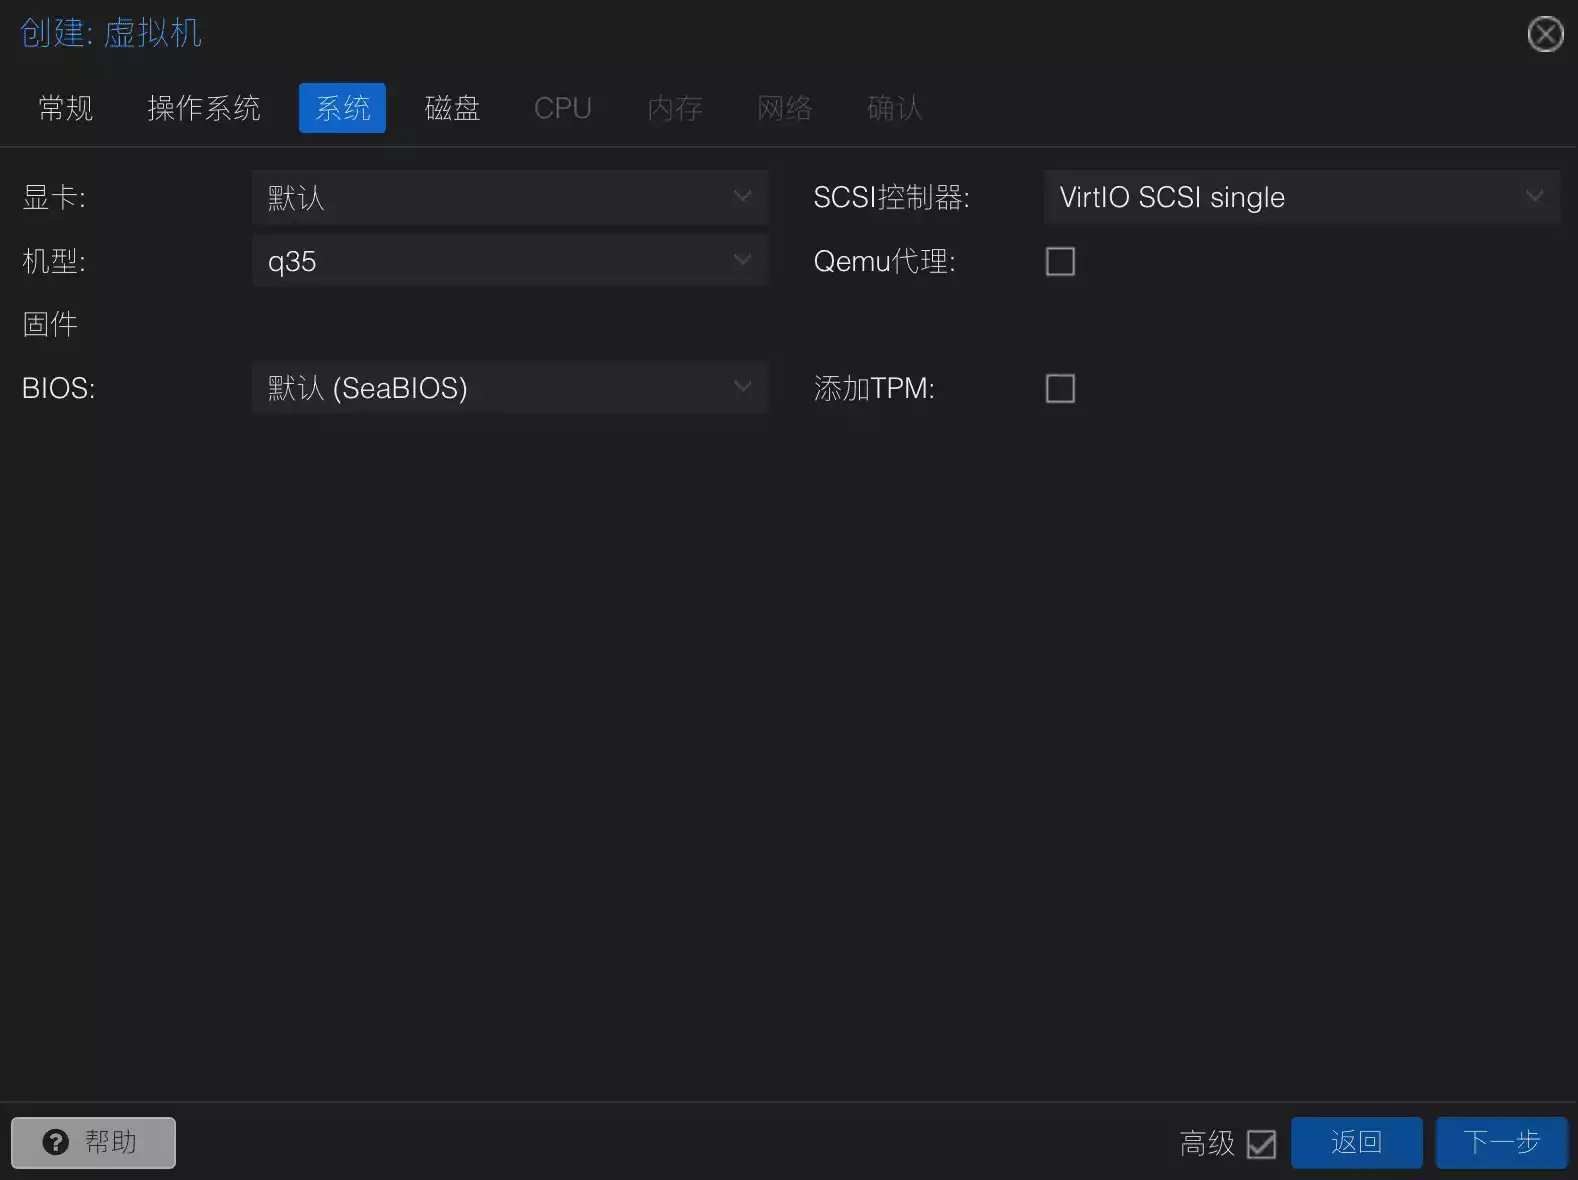 创建: 虚拟机
常规 操作系统 系统 磁盘 CPU 内存 网络 确认
显卡: 默认 SCSI控制器: VirtIO SCSI single
机型: q35 Qemu代理:
固件
BIOS: 默认 (SeaBIOS) 添加TPM:
帮助 高级 返回 下一步